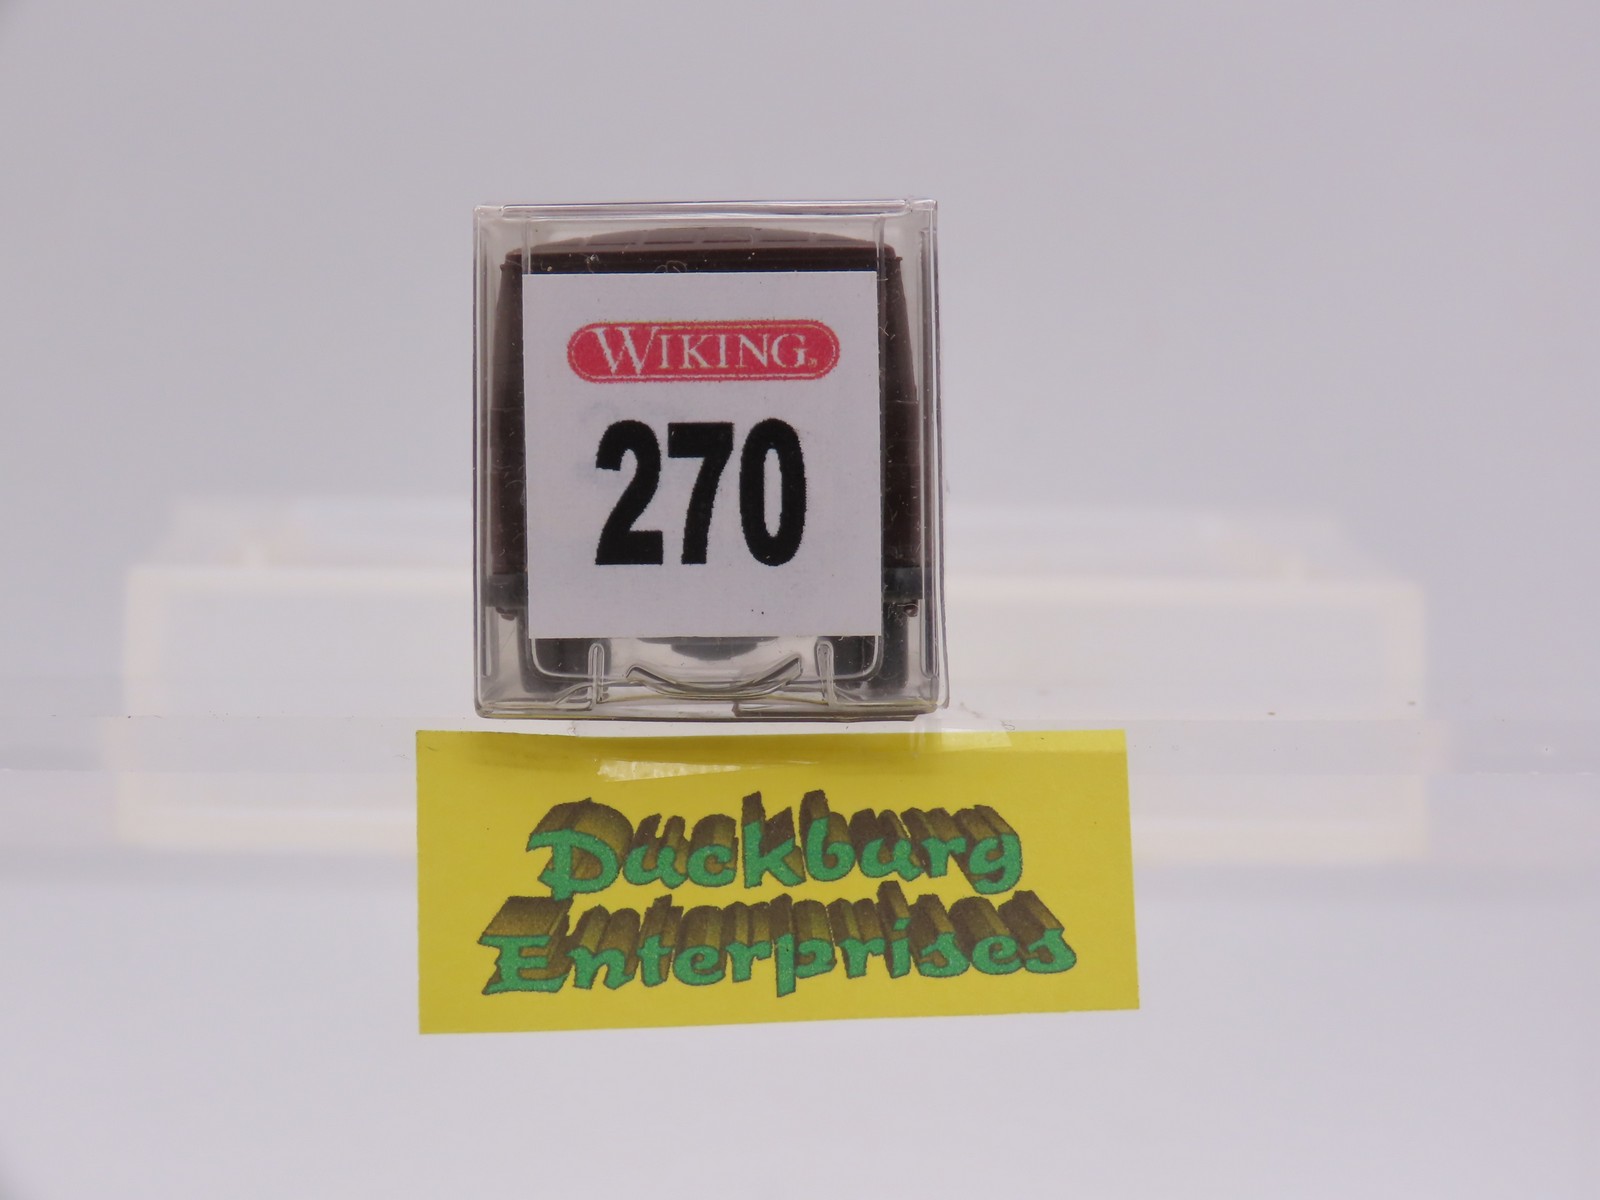 WIKING
270
Duckburg
Enterprises